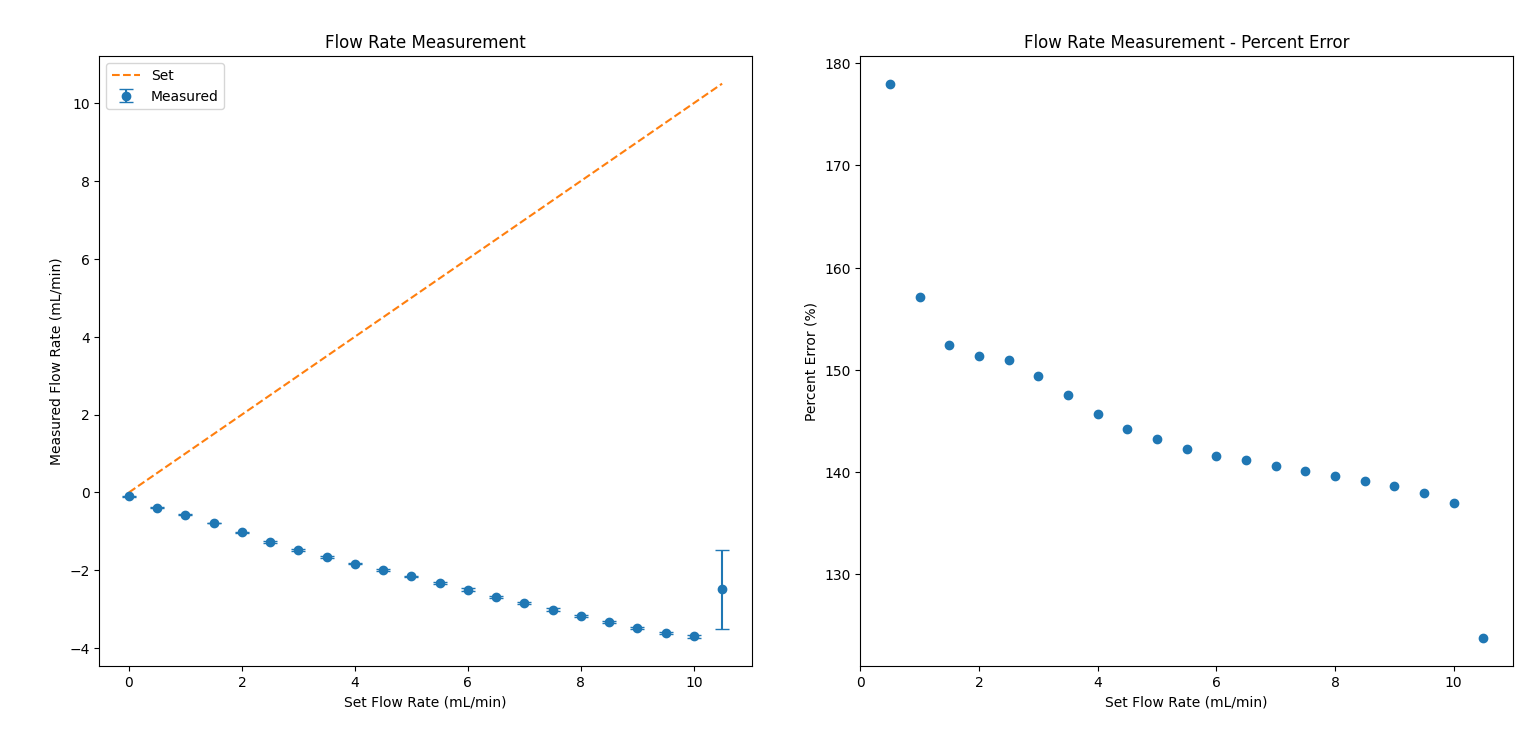 Flow Rate Measurement
Set
Measured
Measured Flow Rate (mL/min)
10
8
6
4
2
0
−2
−4
0 2 4 6 8 10
Set Flow Rate (mL/min)
Flow Rate Measurement - Percent Error
Percent Error (%)
180
170
160
150
140
130
0 2 4 6 8 10
Set Flow Rate (mL/min)